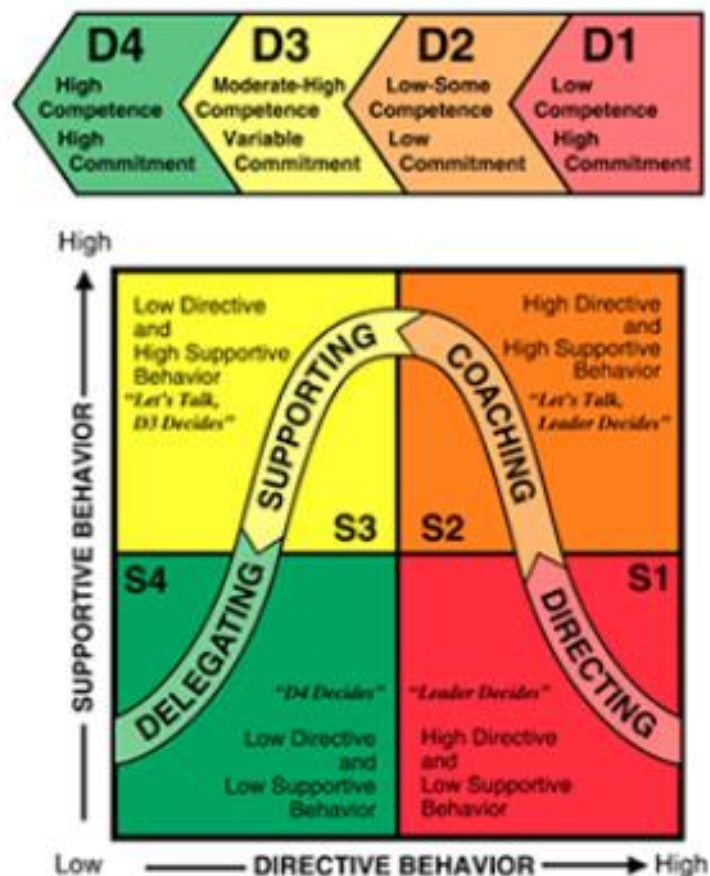 D4
High
Competence
High
Commitment
D3
Moderate-High
Competence
Variable
Commitment
D2
Low-Some
Competence
Low
Commitment
D1
Low
Competence
High
Commitment
High
SUPPORTIVE BEHAVIOR
Low Directive
and
High Supportive
Behavior
"Let's Talk,
D3 Decides"
S3
SUPPORTING
High Directive
and
High Supportive
Behavior
"Let's Talk,
Leader Decides"
S2
COACHING
S4
DELEGATING
"D4 Decides"
Low Directive
and
Low Supportive
Behavior
S1
DIRECTING
"Leader Decides"
High Directive
and
Low Supportive
Behavior
Low
DIRECTIVE BEHAVIOR
High